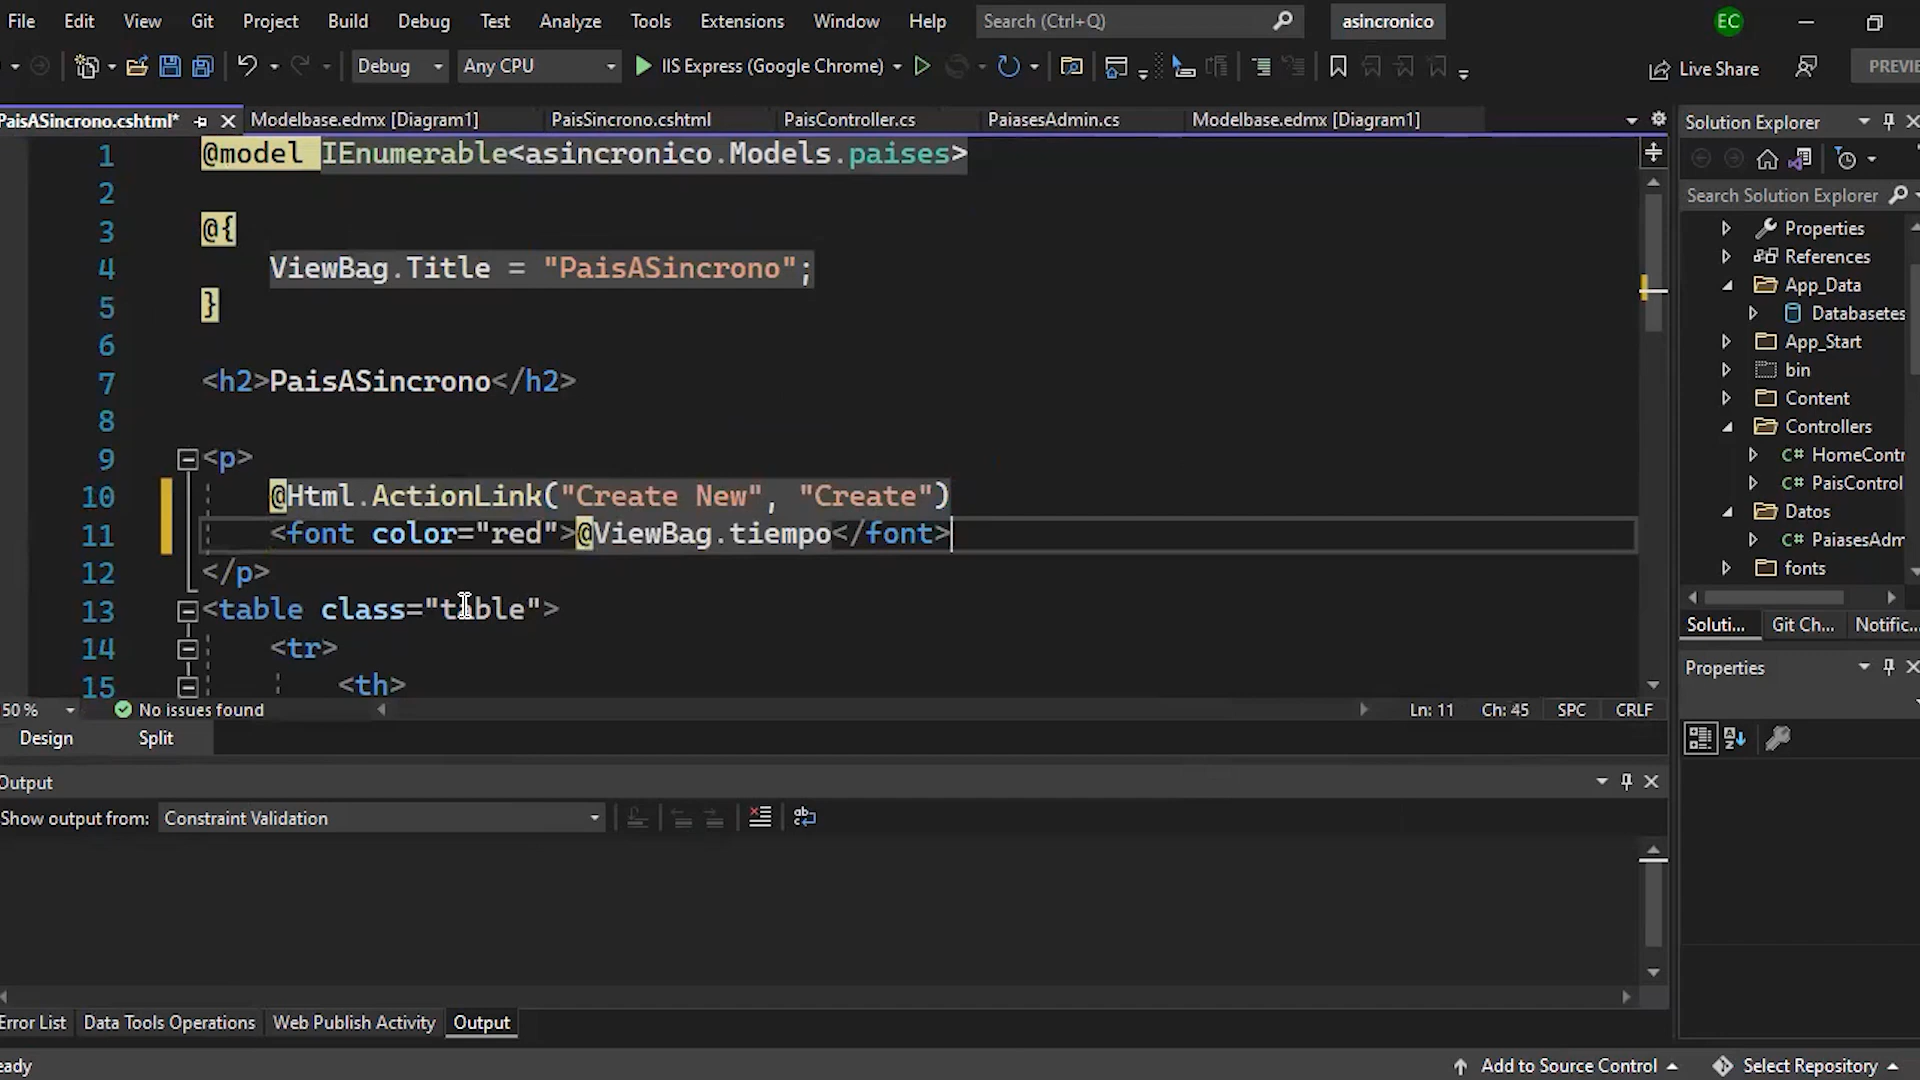 File Edit View Git Project Build Debug Test Analyze Tools Extensions Window Help Search (Ctrl+Q) asincronico EC
Debug Any CPU IIS Express (Google Chrome) Live Share PREVIE
PaisASincrono.cshtml* Modelbase.edmx [Diagram1] PaisSincrono.cshtml PaisController.cs PaiasesAdmin.cs Modelbase.edmx [Diagram1]
1 @model IEnumerable<asincronico.Models.paises>
2
3 @{
4 ViewBag.Title = "PaisASincrono";
5 }
6
7 <h2>PaisASincrono</h2>
8
9 <p>
10 @Html.ActionLink("Create New", "Create")
11 <font color="red">@ViewBag.tiempo</font>
12 </p>
13 <table class="table">
14 <tr>
15 <th>
50 % No issues found Ln: 11 Ch: 45 SPC CRLF
Design Split
Output
Show output from: Constraint Validation
Error List Data Tools Operations Web Publish Activity Output
Solution Explorer
Search Solution Explorer
Properties
References
App_Data
Databasetes
App_Start
bin
Content
Controllers
C# HomeContr
C# PaisControl
Datos
C# PaiasesAdm
fonts
Soluti... Git Ch... Notific...
Properties
eady Add to Source Control Select Repository